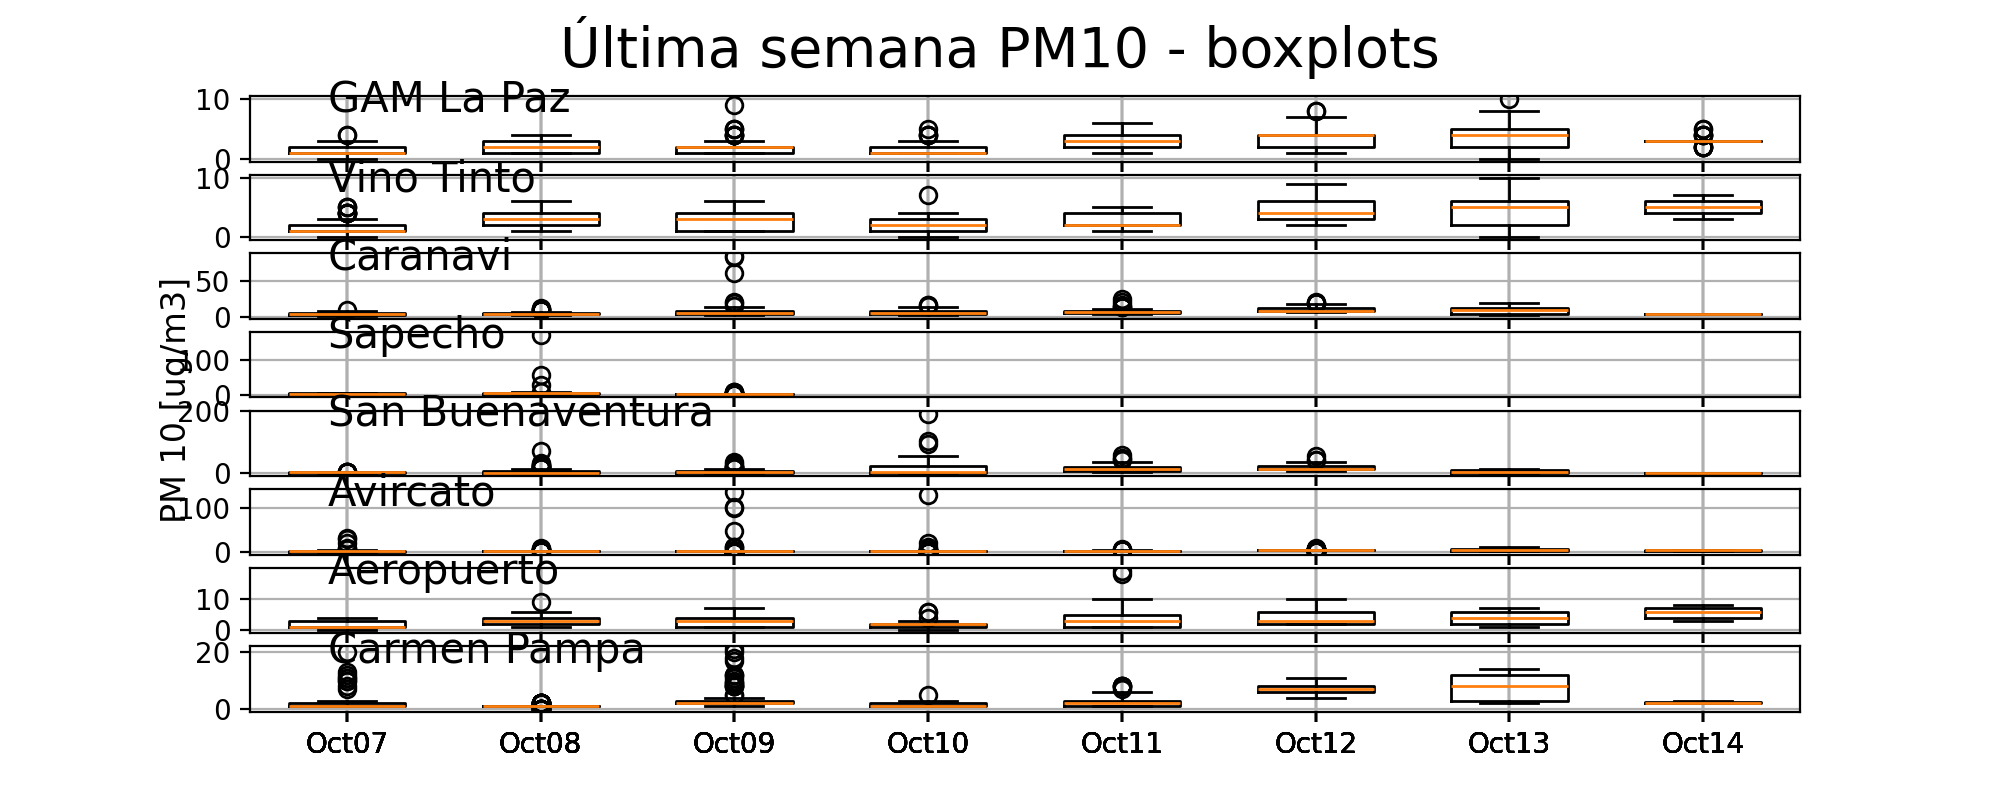 Última semana PM10 - boxplots
GAM La Paz
10
0
Vino Tinto
10
0
Caranavi
50
0
Sapecho
100
0
San Buenaventura
200
0
Avircato
100
0
Aeropuerto
10
0
Carmen Pampa
20
0
PM 10 [ug/m3]
Oct07 Oct08 Oct09 Oct10 Oct11 Oct12 Oct13 Oct14